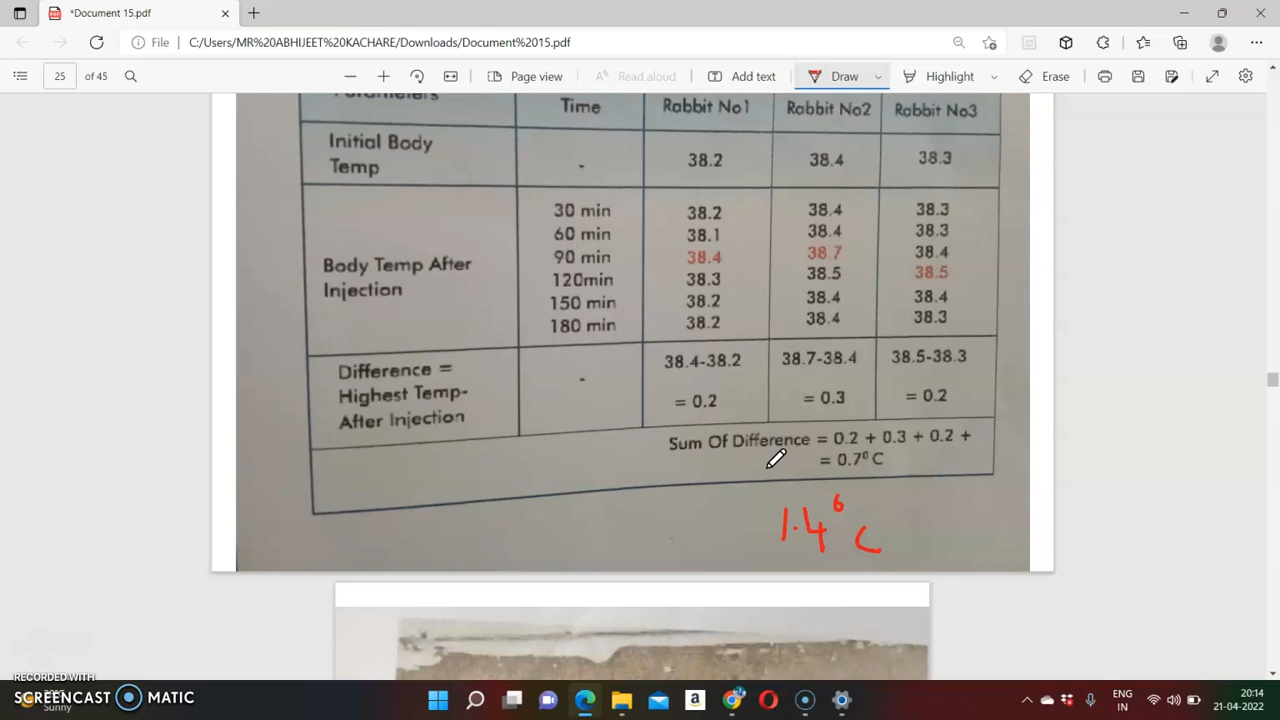 *Document 15.pdf
File C:/Users/MR%20ABHIJEET%20KACHARE/Downloads/Document%2015.pdf
25 of 45 Page view Read aloud Add text Draw Highlight Erase
Parameters Time Rabbit No1 Rabbit No2 Rabbit No3
Initial Body
Temp - 38.2 38.4 38.3
30 min 38.2 38.4 38.3
60 min 38.1 38.4 38.3
90 min 38.4 38.7 38.4
Body Temp After
Injection
120min 38.3 38.5 38.5
150 min 38.2 38.4 38.4
180 min 38.2 38.4 38.3
Difference =
Highest Temp-
After Injection
- 38.4-38.2 38.7-38.4 38.5-38.3
= 0.2 = 0.3 = 0.2
Sum Of Difference = 0.2 + 0.3 + 0.2 +
= 0.7⁰ C
1.4° C
RECORDED WITH
SCREENCAST MATIC
Sunny
ENG
IN
20:14
21-04-2022